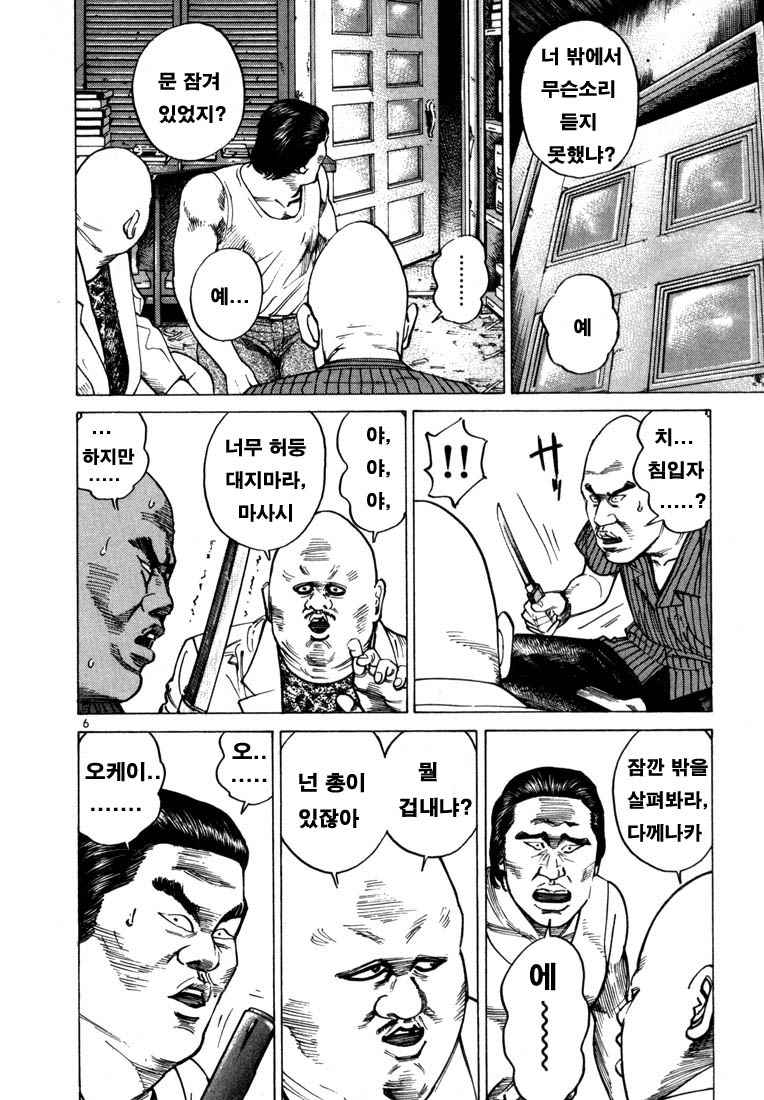 너 밖에서
무슨소리
듣지
못했냐?
예
문 잠겨
있었지?
........
예...
치...
침입자
.....?
!!
야,
야,
야,
너무 허둥
대지마라,
마사시
...
하지만
.....
6
잠깐 밖을
살펴봐라,
다께나카
에~
뭘
겁내냐?
넌 총이
있잖아
오..
.....
오케이..
.......